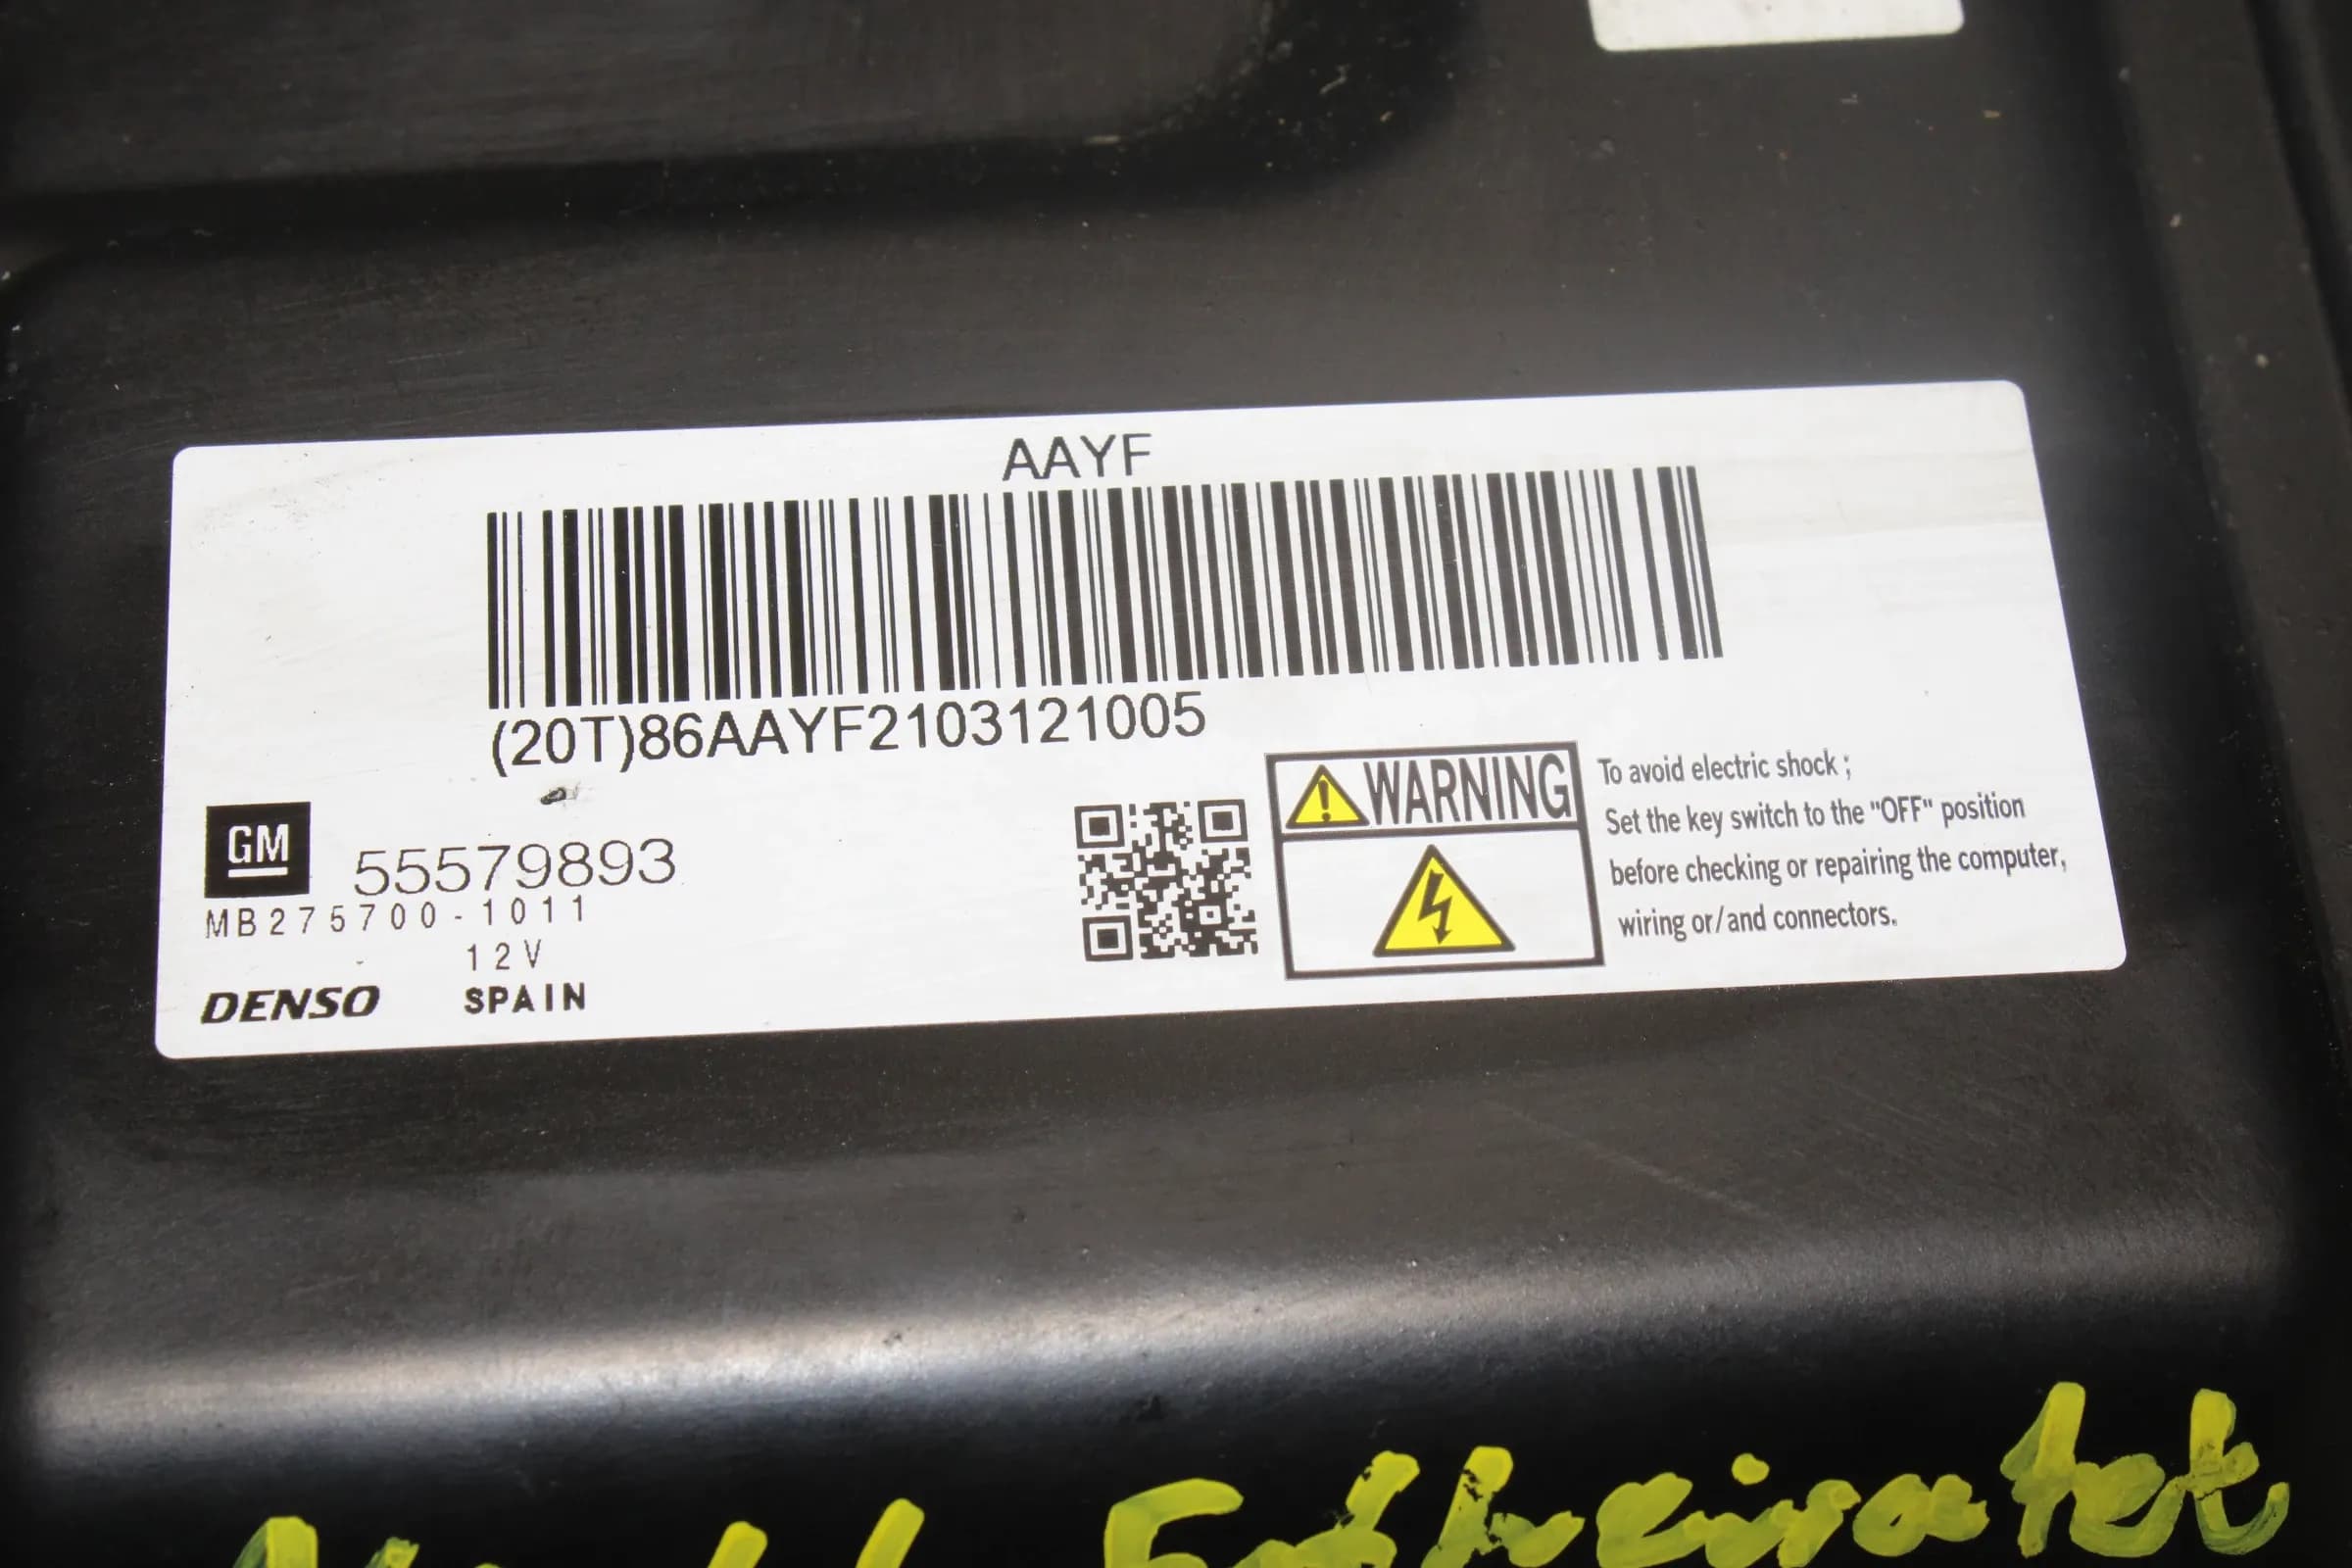 AAYF
(20T)86AAYF2103121005
GM
55579893
MB275700-1011
12V
DENSO SPAIN
WARNING
To avoid electric shock ;
Set the key switch to the "OFF" position
before checking or repairing the computer,
wiring or/and connectors.